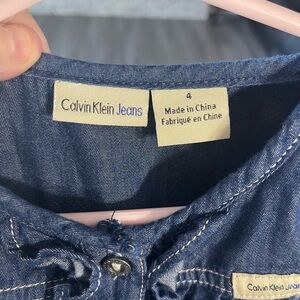 Calvin Klein Jeans
4
Made in China
Fabriqué en Chine
Calvin Klein Jeans